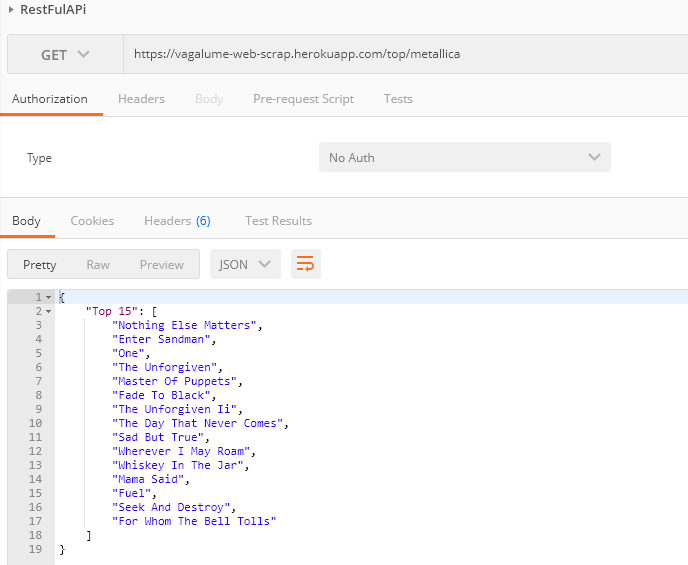 RestFulAPi
GET https://vagalume-web-scrap.herokuapp.com/top/metallica
Authorization Headers Body Pre-request Script Tests
Type No Auth
Body Cookies Headers (6) Test Results
Pretty Raw Preview JSON
1 {
2 "Top 15": [
3 "Nothing Else Matters",
4 "Enter Sandman",
5 "One",
6 "The Unforgiven",
7 "Master Of Puppets",
8 "Fade To Black",
9 "The Unforgiven Ii",
10 "The Day That Never Comes",
11 "Sad But True",
12 "Wherever I May Roam",
13 "Whiskey In The Jar",
14 "Mama Said",
15 "Fuel",
16 "Seek And Destroy",
17 "For Whom The Bell Tolls"
18 ]
19 }